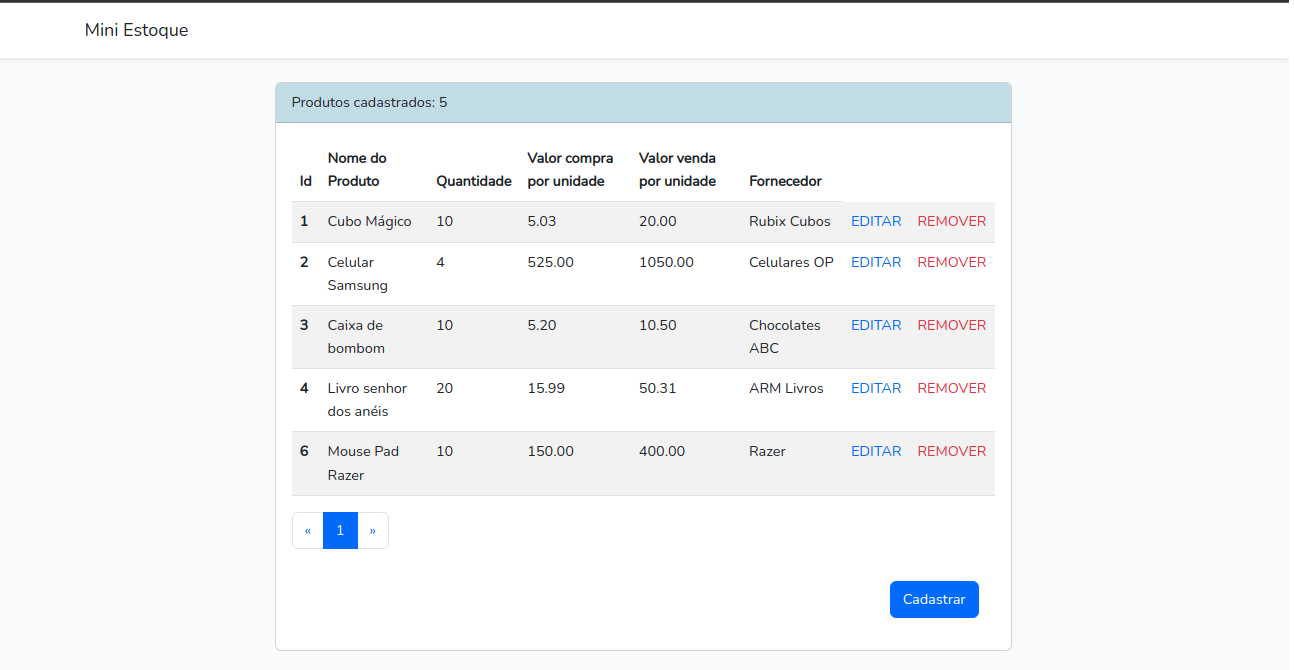 Mini Estoque
Produtos cadastrados: 5
Id Nome do Produto Quantidade Valor compra por unidade Valor venda por unidade Fornecedor
1 Cubo Mágico 10 5.03 20.00 Rubix Cubos EDITAR REMOVER
2 Celular Samsung 4 525.00 1050.00 Celulares OP EDITAR REMOVER
3 Caixa de bombom 10 5.20 10.50 Chocolates ABC EDITAR REMOVER
4 Livro senhor dos anéis 20 15.99 50.31 ARM Livros EDITAR REMOVER
6 Mouse Pad Razer 10 150.00 400.00 Razer EDITAR REMOVER
« 1 »
Cadastrar